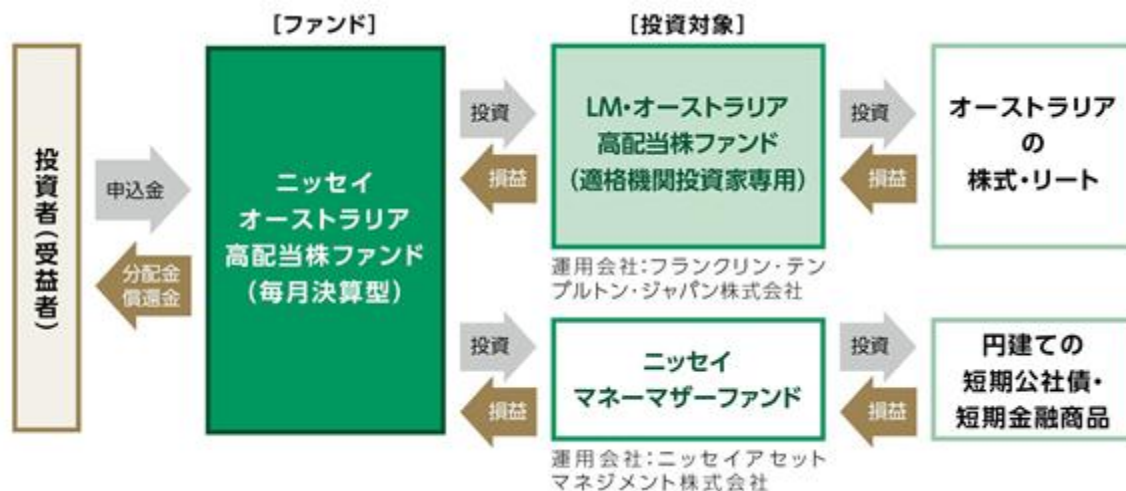 [ファンド]
[投資対象]
投資者(受益者)
申込金
分配金
償還金
ニッセイ
オーストラリア
高配当株ファンド
(毎月決算型)
投資
損益
LM・オーストラリア
高配当株ファンド
(適格機関投資家専用)
運用会社:フランクリン・テン
プルトン・ジャパン株式会社
投資
損益
オーストラリア
の
株式・リート
投資
損益
ニッセイ
マネーマザーファンド
運用会社:ニッセイアセット
マネジメント株式会社
投資
損益
円建ての
短期公社債・
短期金融商品